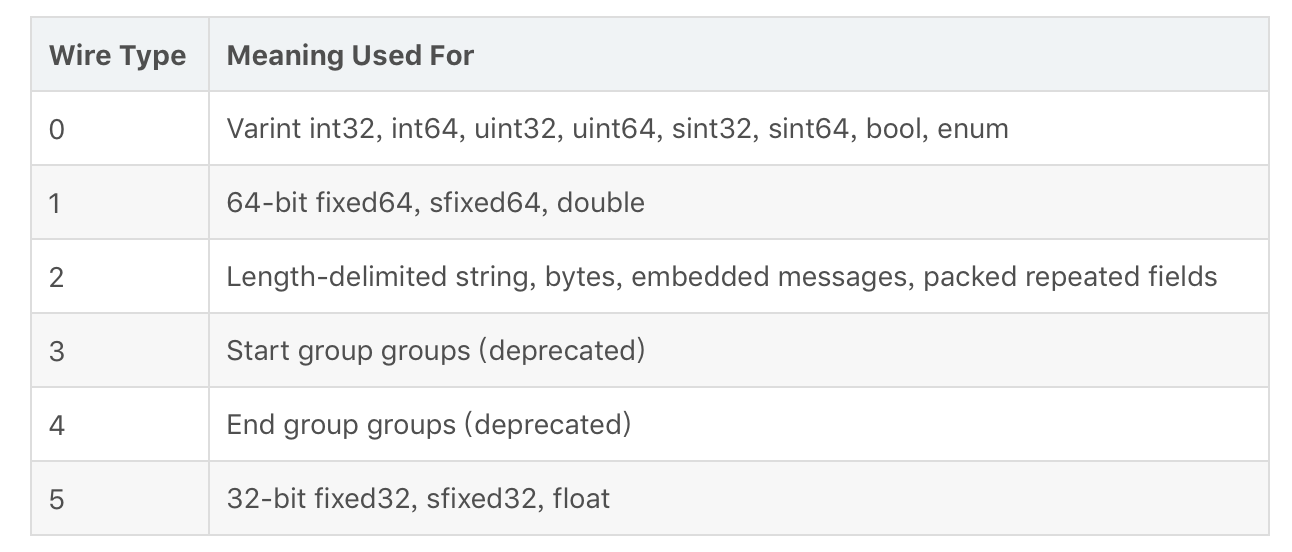 Wire Type Meaning Used For
0 Varint int32, int64, uint32, uint64, sint32, sint64, bool, enum
1 64-bit fixed64, sfixed64, double
2 Length-delimited string, bytes, embedded messages, packed repeated fields
3 Start group groups (deprecated)
4 End group groups (deprecated)
5 32-bit fixed32, sfixed32, float